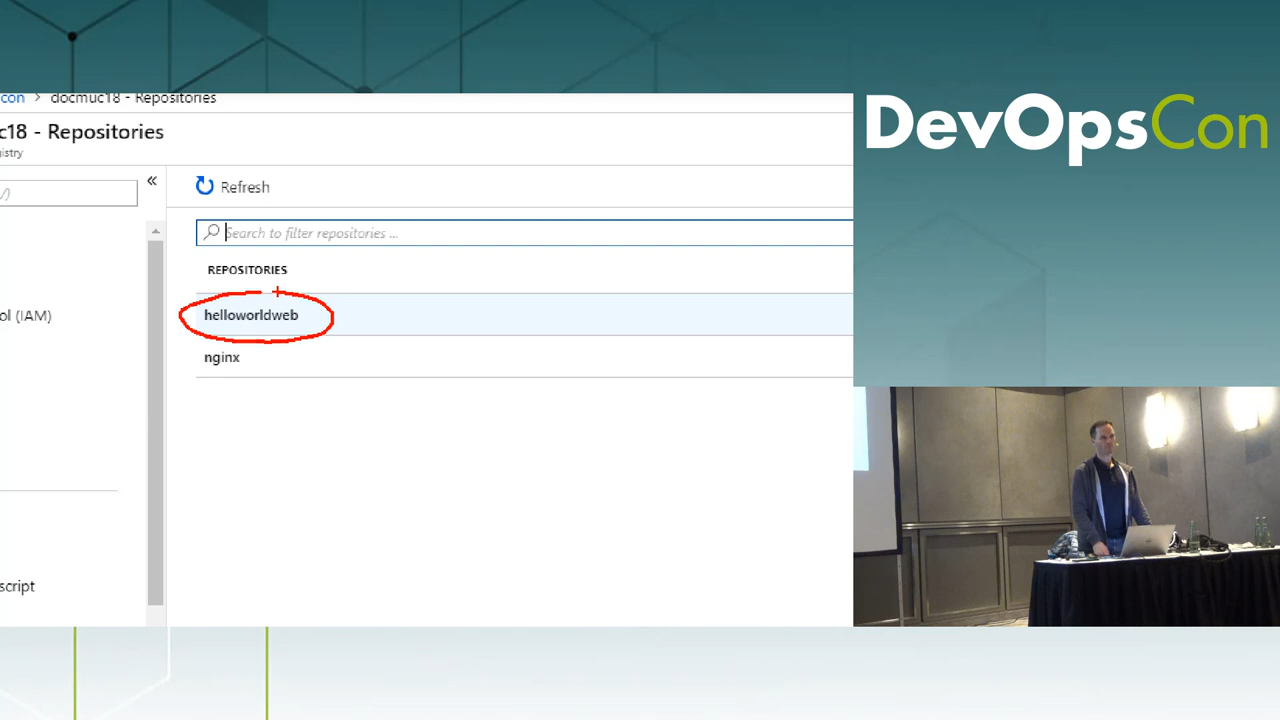 con > docmuc18 - Repositories
c18 - Repositories
istry
/)
«
Refresh
Search to filter repositories ...
REPOSITORIES
helloworldweb
nginx
ol (IAM)
script
DevOpsCon